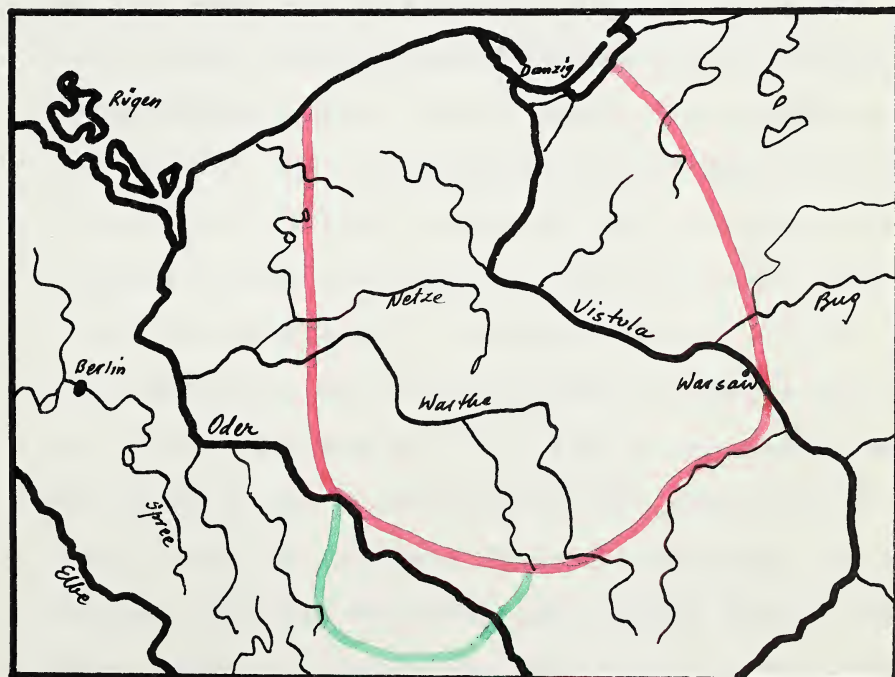 Danzig
Rügen
Netze
Bug
Vistula
Berlin
Warsaw
Warthe
Oder
Spree
Elbe